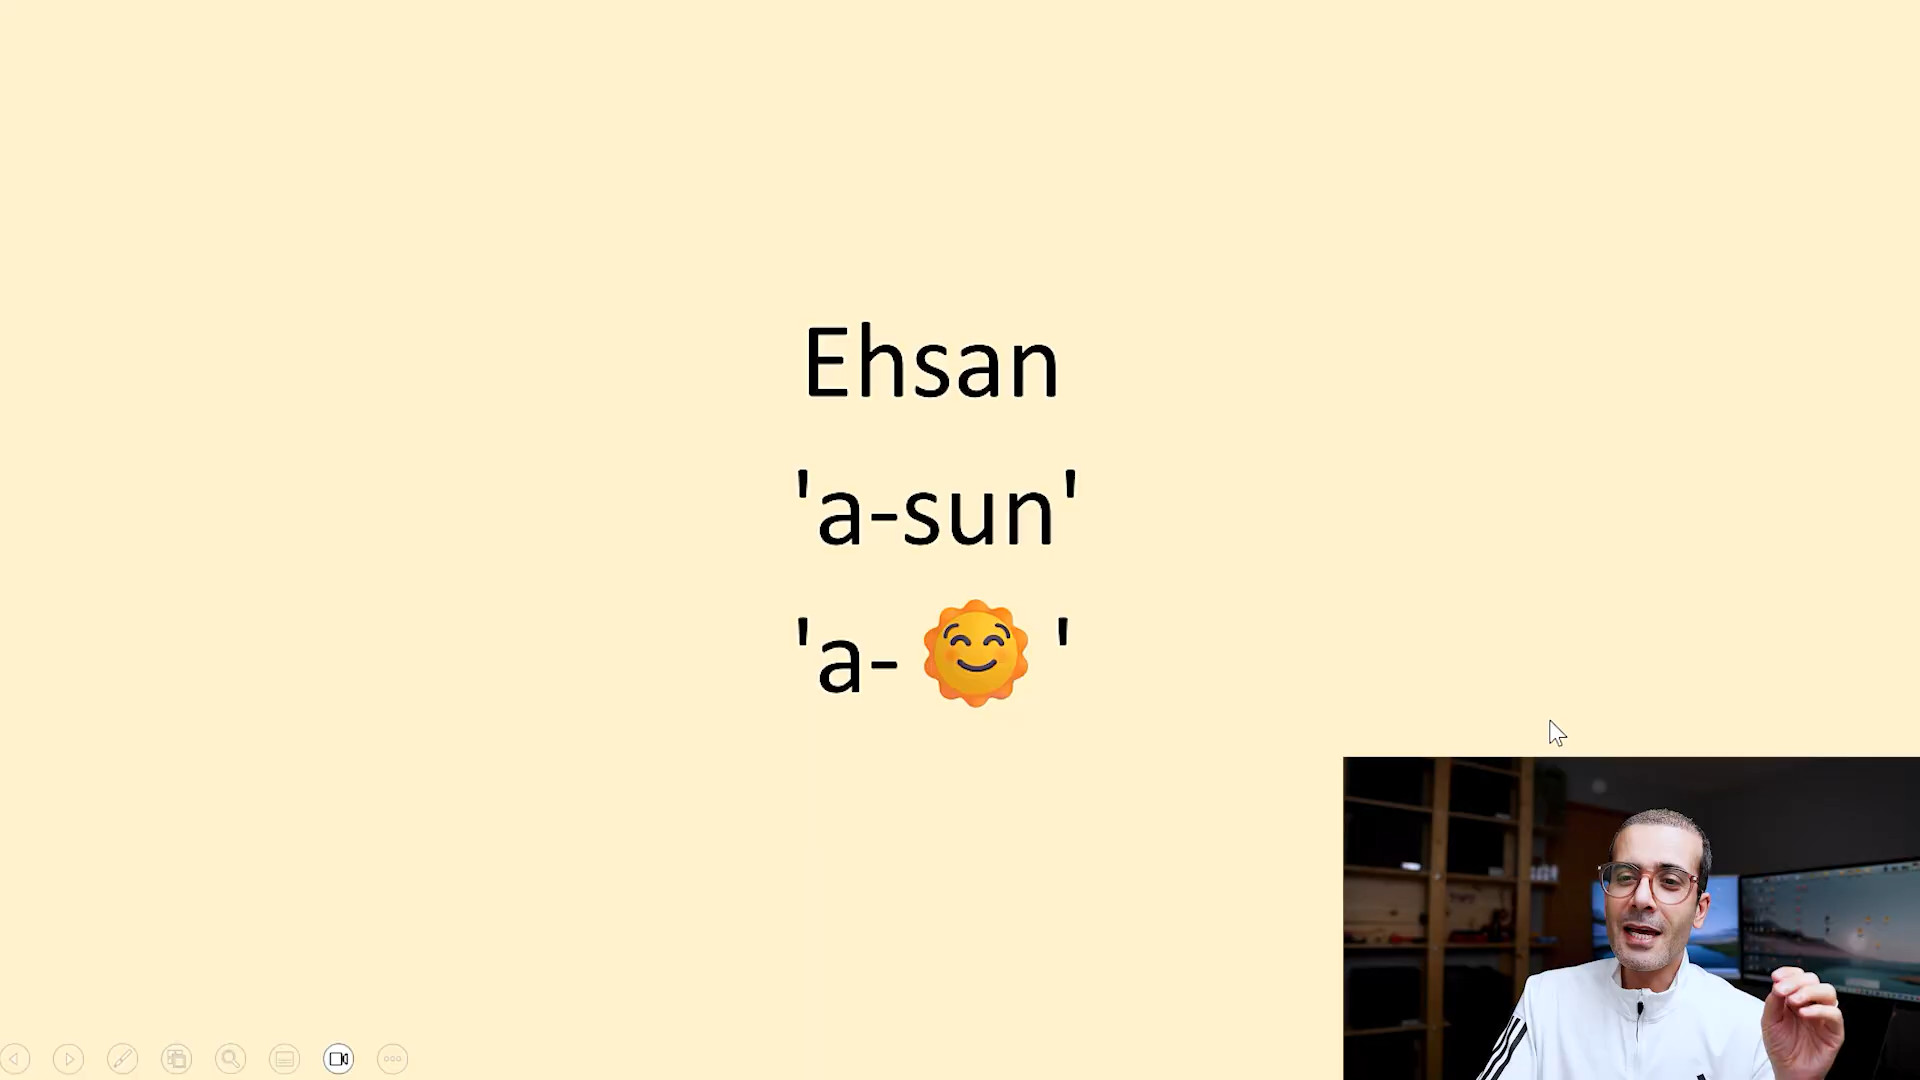 Ehsan
'a-sun'
'a- 🌞 '